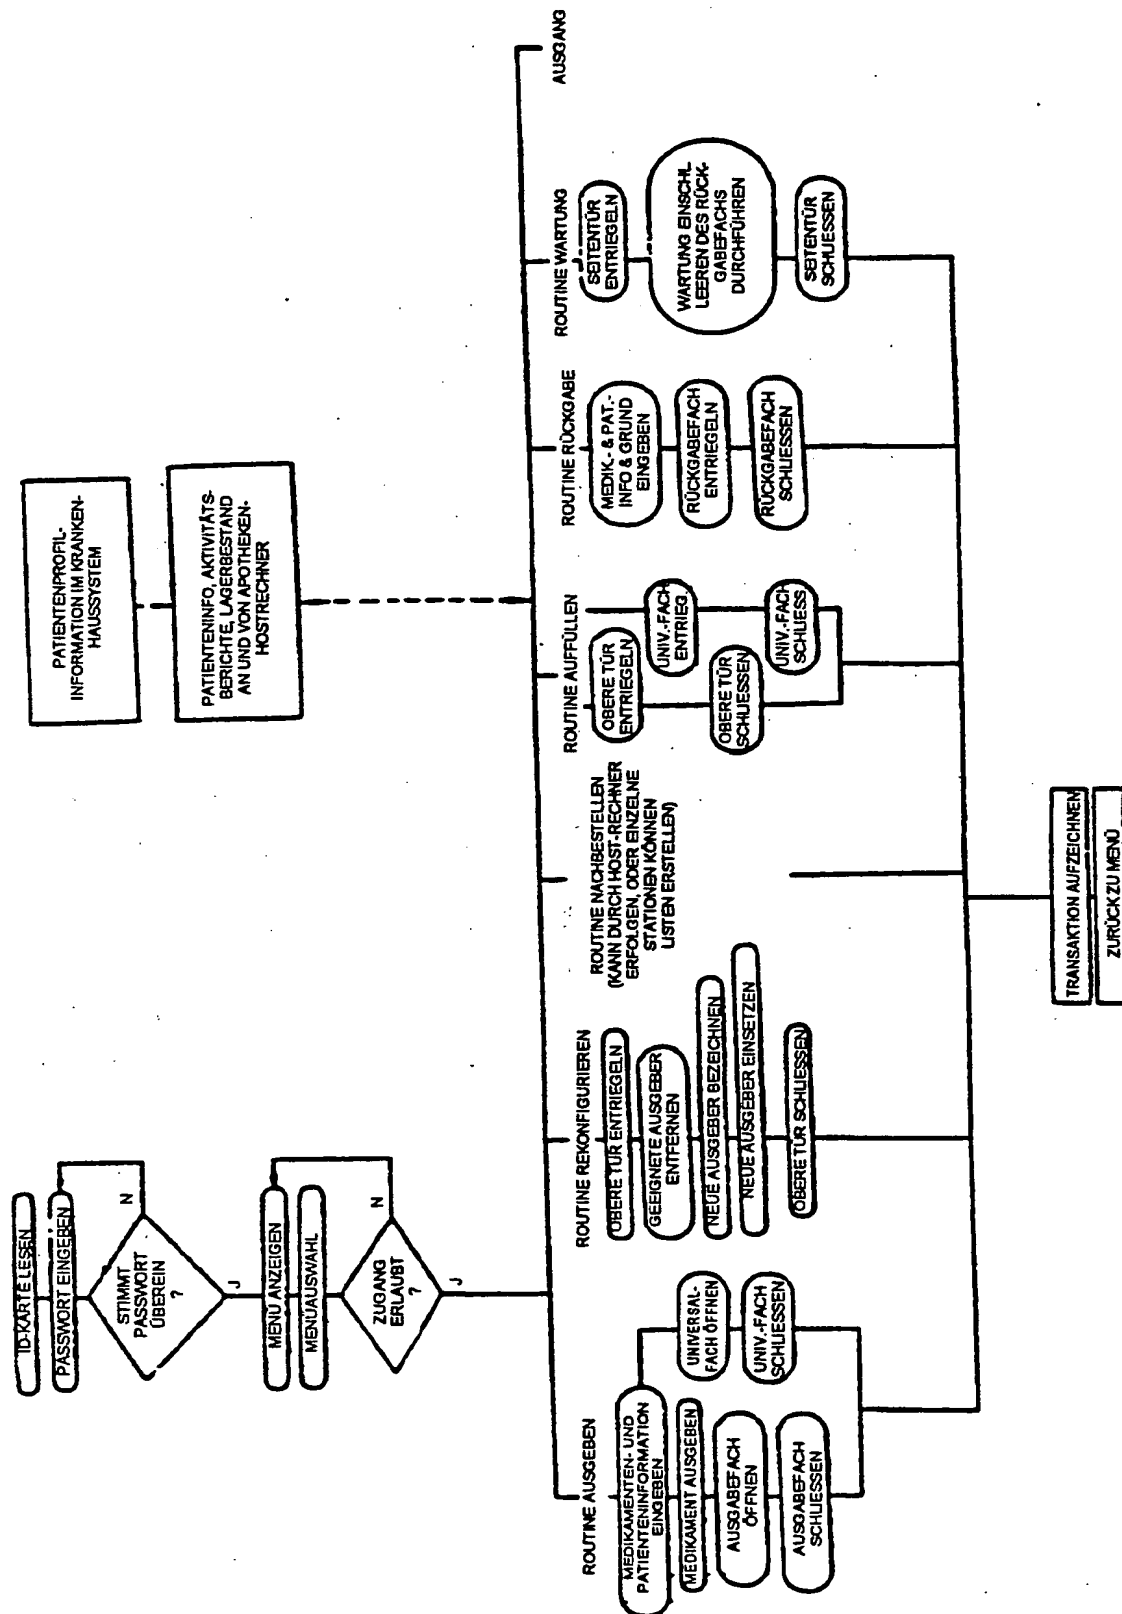 ID-KARTE LESEN
PASSWORT EINGEBEN
STIMMT
PASSWORT
ÜBEREIN
?
N
J
MENÜ ANZEIGEN
MENÜAUSWAHL
ZUGANG
ERLAUBT
?
N
J
PATIENTENPROFIL-
INFORMATION IM KRANKEN-
HAUSSYSTEM
PATIENTENINFO, AKTIVITÄTS-
BERICHTE, LAGERBESTAND
AN UND VON APOTHEKEN-
HOSTRECHNER
ROUTINE AUSGEBEN
MEDIKAMENTEN- UND
PATIENTENINFORMATION
EINGEBEN
MEDIKAMENT AUSGEBEN
AUSGABEFACH
ÖFFNEN
AUSGABEFACH
SCHLIESSEN
UNIVERSAL-
FACH ÖFFNEN
UNIV.-FACH
SCHLIESSEN
ROUTINE REKONFIGURIEREN
OBERE TÜR ENTRIEGELN
GEEIGNETE AUSGEBER
ENTFERNEN
NEUE AUSGEBER BEZEICHNEN
NEUE AUSGEBER EINSETZEN
OBERE TUR SCHLIESSEN
ROUTINE NACHBESTELLEN
(KANN DURCH HOST-RECHNER
ERFOLGEN, ODER EINZELNE
STATIONEN KÖNNEN
LISTEN ERSTELLEN)
ROUTINE AUFFÜLLEN
OBERE TÜR
ENTRIEGELN
OBERE TÜR
SCHLIESSEN
UNIV.-FACH
ENTRIEG
UNIV.-FACH
SCHLIESS
ROUTINE RÜCKGABE
MEDIK.- & PAT.-
INFO & GRUND
EINGEBEN
RÜCKGABEFACH
ENTRIEGELN
RÜCKGABEFACH
SCHLIESSEN
ROUTINE WARTUNG
SEITENTÜR
ENTRIEGELN
WARTUNG EINSCHL
LEEREN DES RÜCK-
GABEFACHS
DURCHFÜHREN
SEITENTÜR
SCHLIESSEN
AUSGANG
TRANSAKTION AUFZEICHNEN
ZURÜCK ZU MENÜ